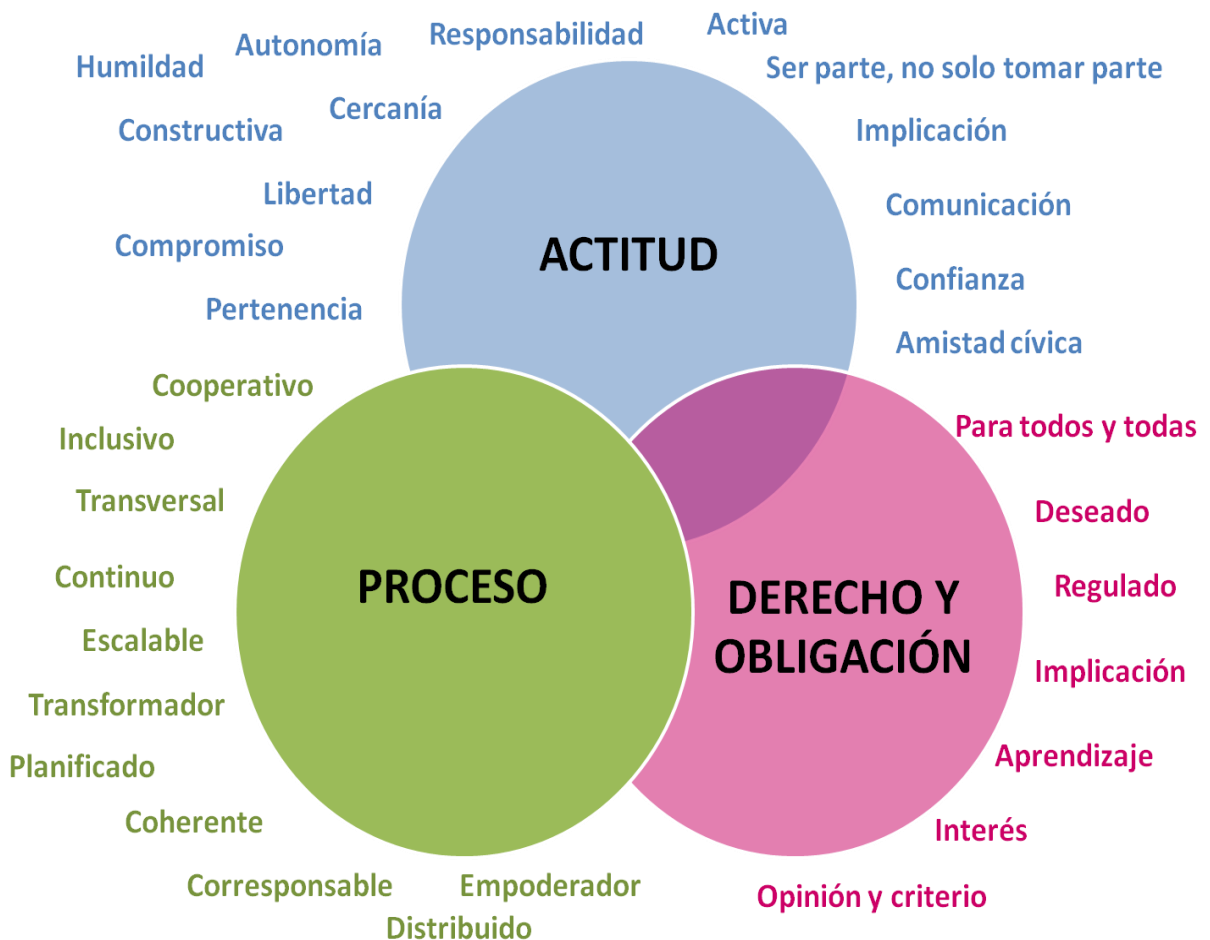 Activa
Responsabilidad
Autonomía
Humildad
Ser parte, no solo tomar parte
Cercanía
Constructiva
Implicación
Libertad
Comunicación
Compromiso
ACTITUD
Confianza
Pertenencia
Amistad cívica
Cooperativo
Para todos y todas
Inclusivo
Transversal
Deseado
Continuo
PROCESO
Regulado
DERECHO Y
OBLIGACIÓN
Escalable
Implicación
Transformador
Aprendizaje
Planificado
Coherente
Interés
Corresponsable
Empoderador
Opinión y criterio
Distribuido